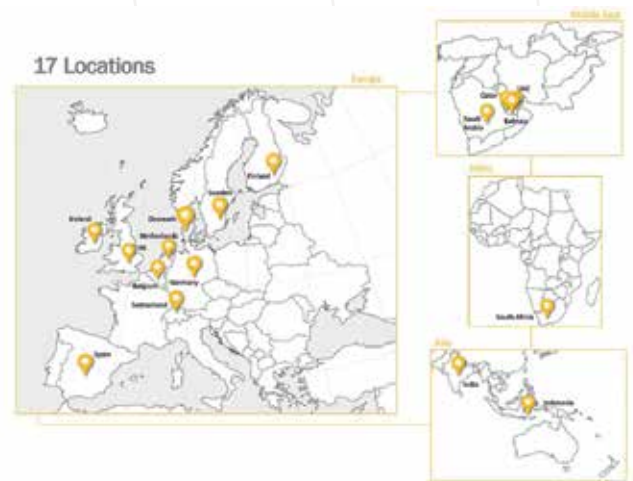 17 Locations
Europe
Finland
Sweden
Ireland
Denmark
Netherlands
UK
Belgium
Germany
Switzerland
Spain
Middle East
Qatar
UAE
Saudi
Arabia
Bahrain
Africa
South Africa
Asia
India
Indonesia